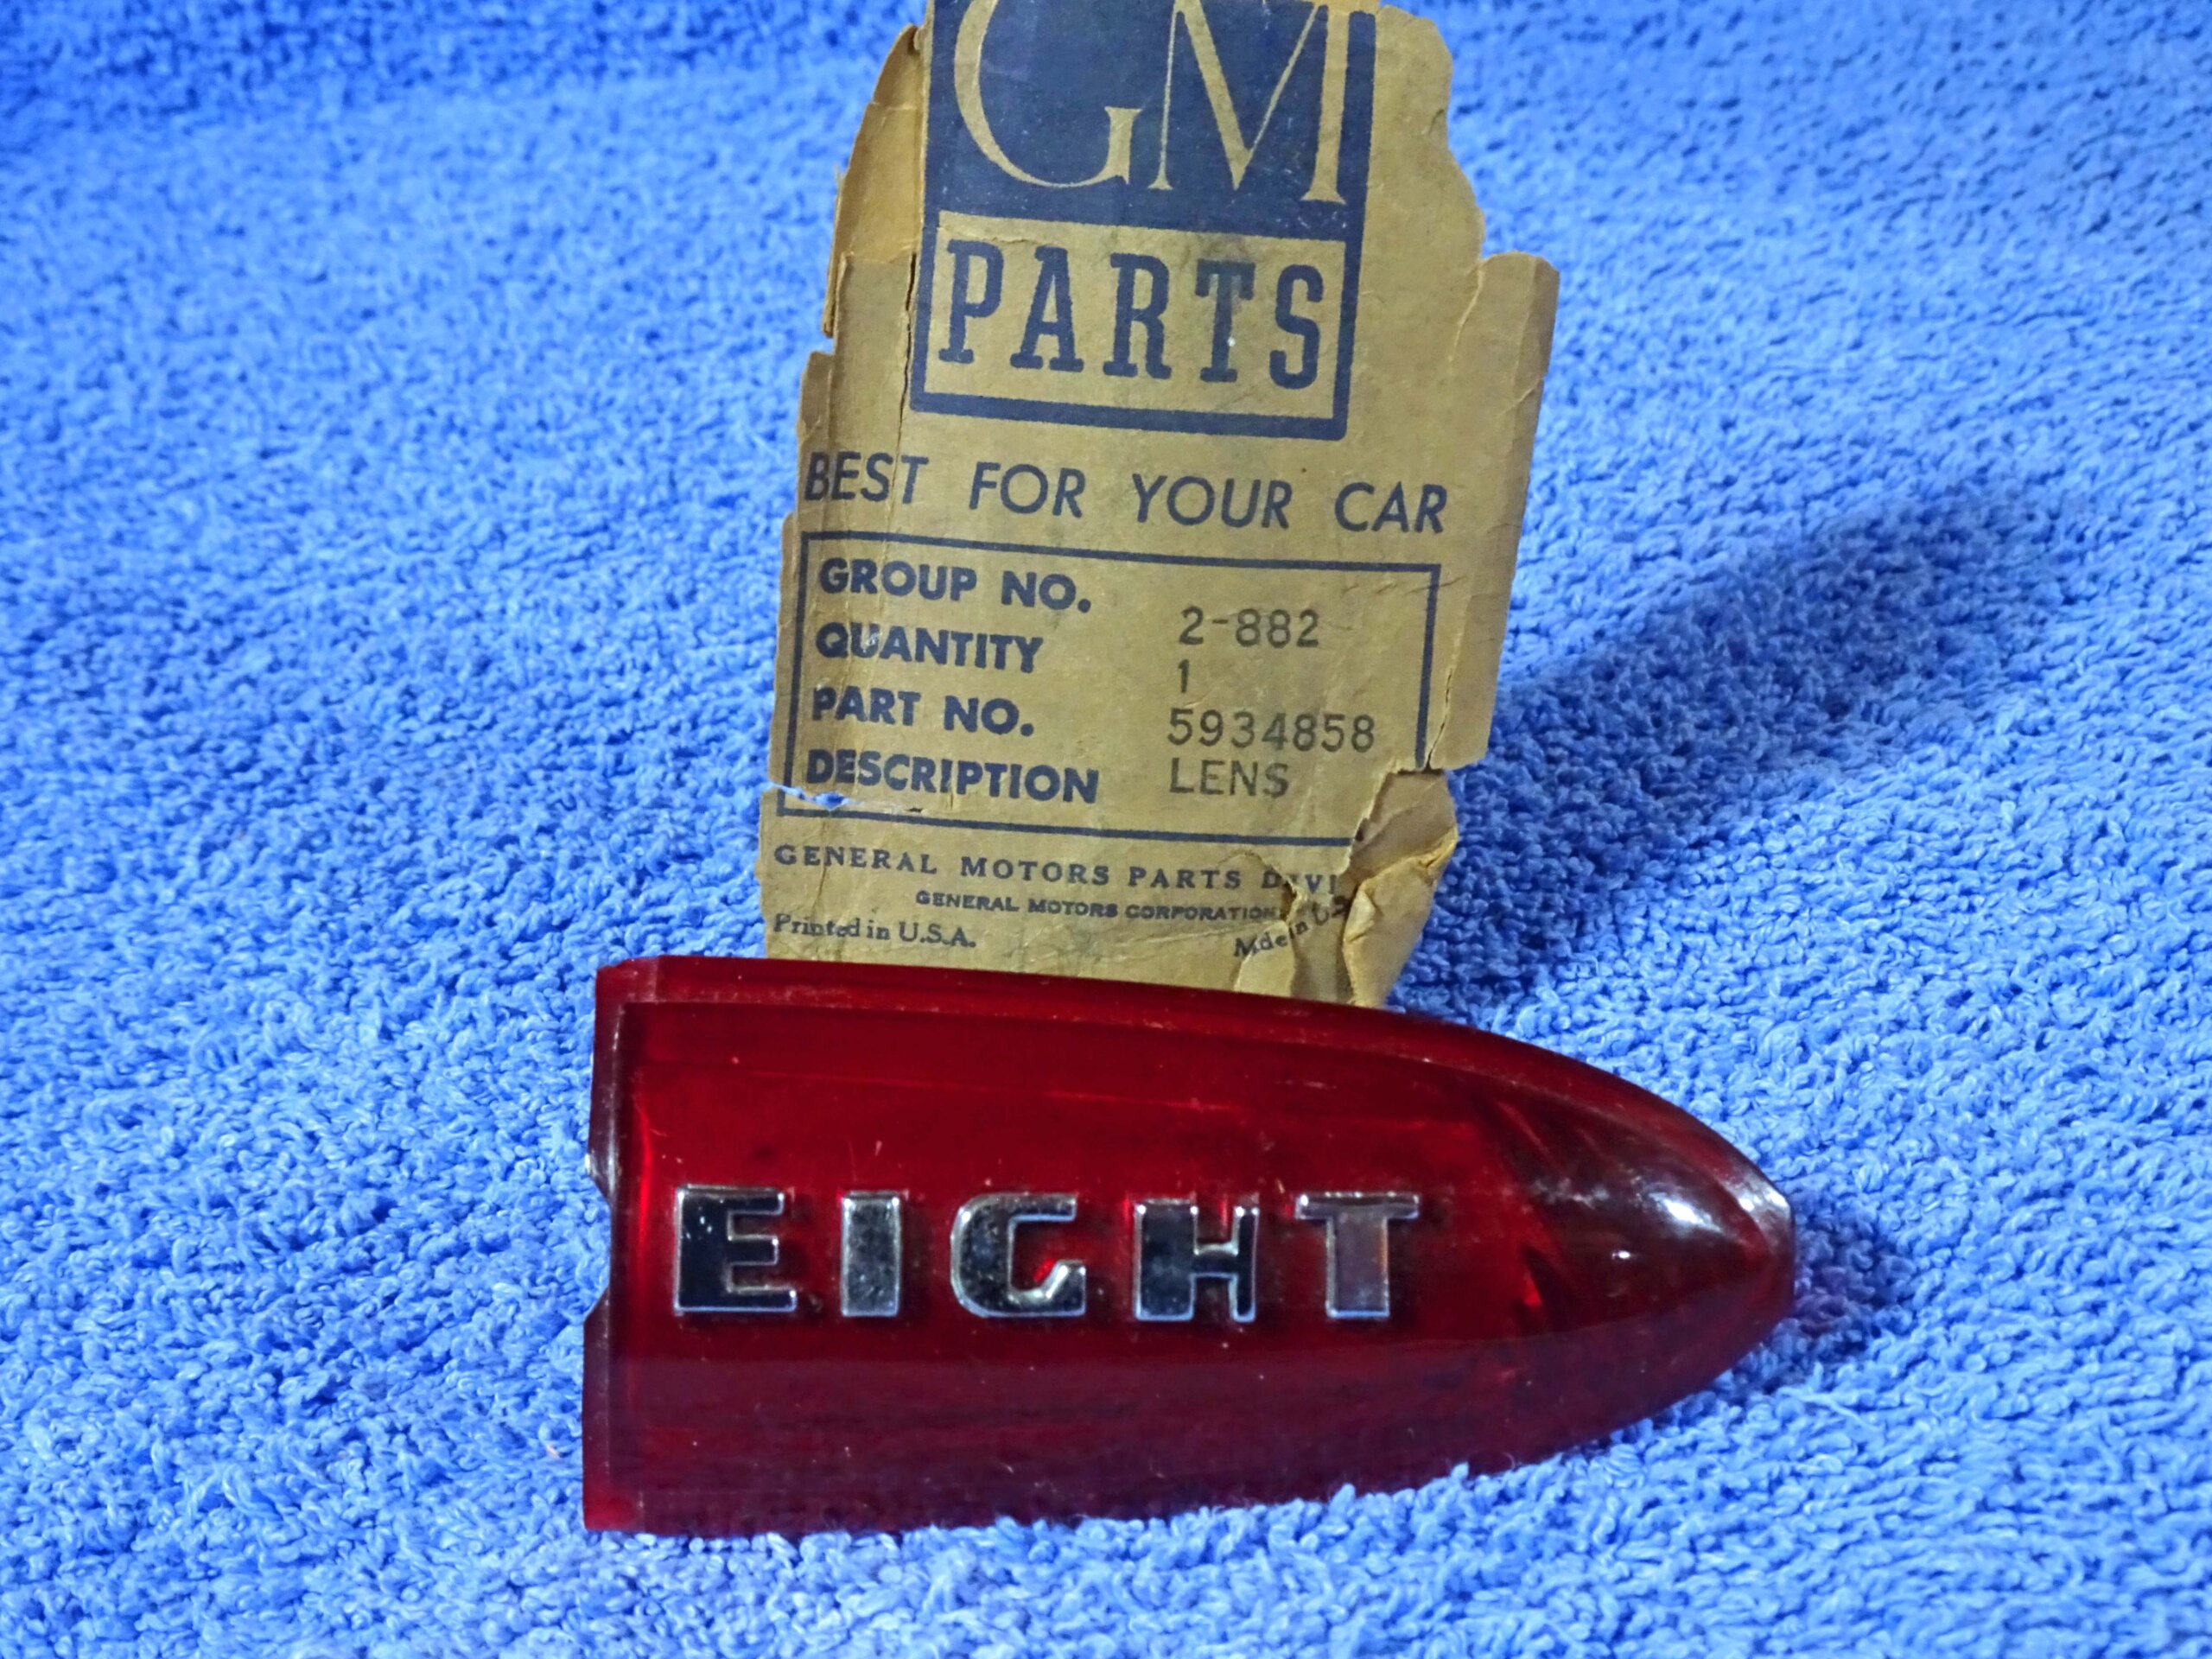 GM
PARTS
BEST FOR YOUR CAR
GROUP NO. 2-882
QUANTITY 1
PART NO. 5934858
DESCRIPTION LENS
GENERAL MOTORS PARTS
GENERAL MOTORS CORPORATION
Printed in U.S.A.
EIGHT